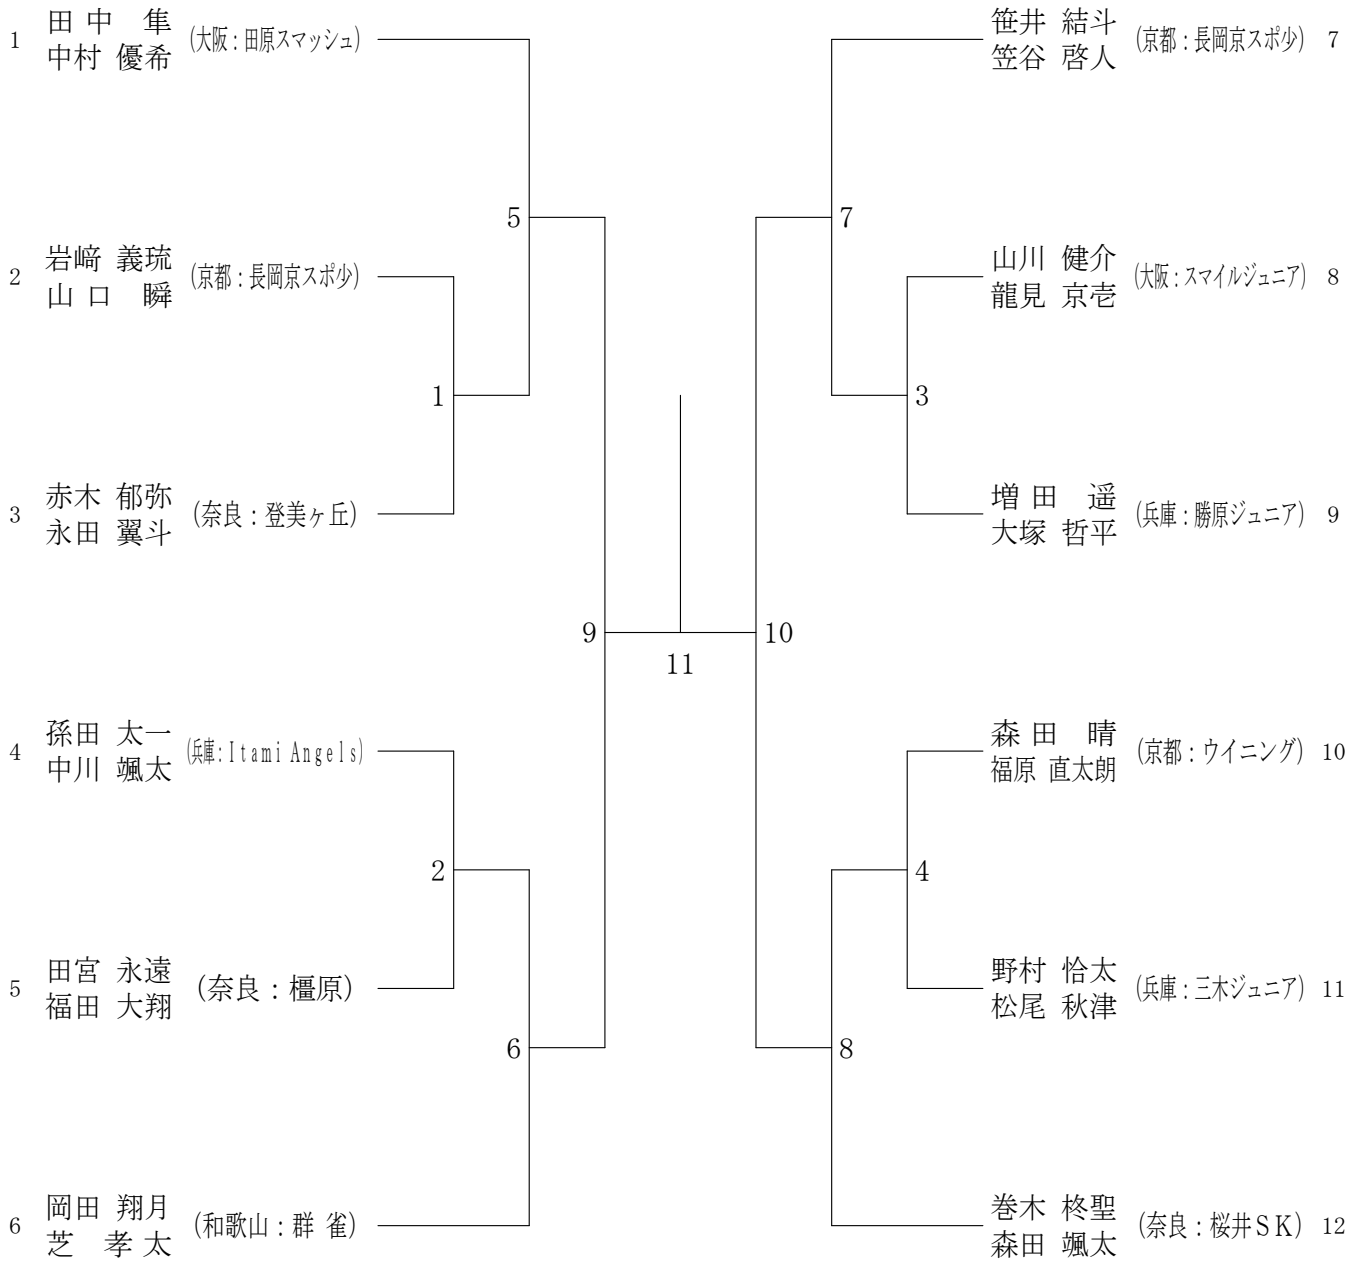 1 田中 隼 (大阪：田原スマッシュ)
中村 優希
2 岩﨑 義琉 (京都：長岡京スポ少)
山口 瞬
3 赤木 郁弥 (奈良：登美ヶ丘)
永田 翼斗
4 孫田 太一 (兵庫：Itami Angels)
中川 颯太
5 田宮 永遠 (奈良：橿原)
福田 大翔
6 岡田 翔月 (和歌山：群 雀)
芝 孝太
5
1
9
2
6
11
7
3
10
4
8
笹井 結斗 (京都：長岡京スポ少) 7
笠谷 啓人
山川 健介 (大阪：スマイルジュニア) 8
龍見 京壱
増田 遥 (兵庫：勝原ジュニア) 9
大塚 哲平
森田 晴 (京都：ウイニング) 10
福原 直太朗
野村 恰太 (兵庫：三木ジュニア) 11
松尾 秋津
巻木 柊聖 (奈良：桜井SK) 12
森田 颯太